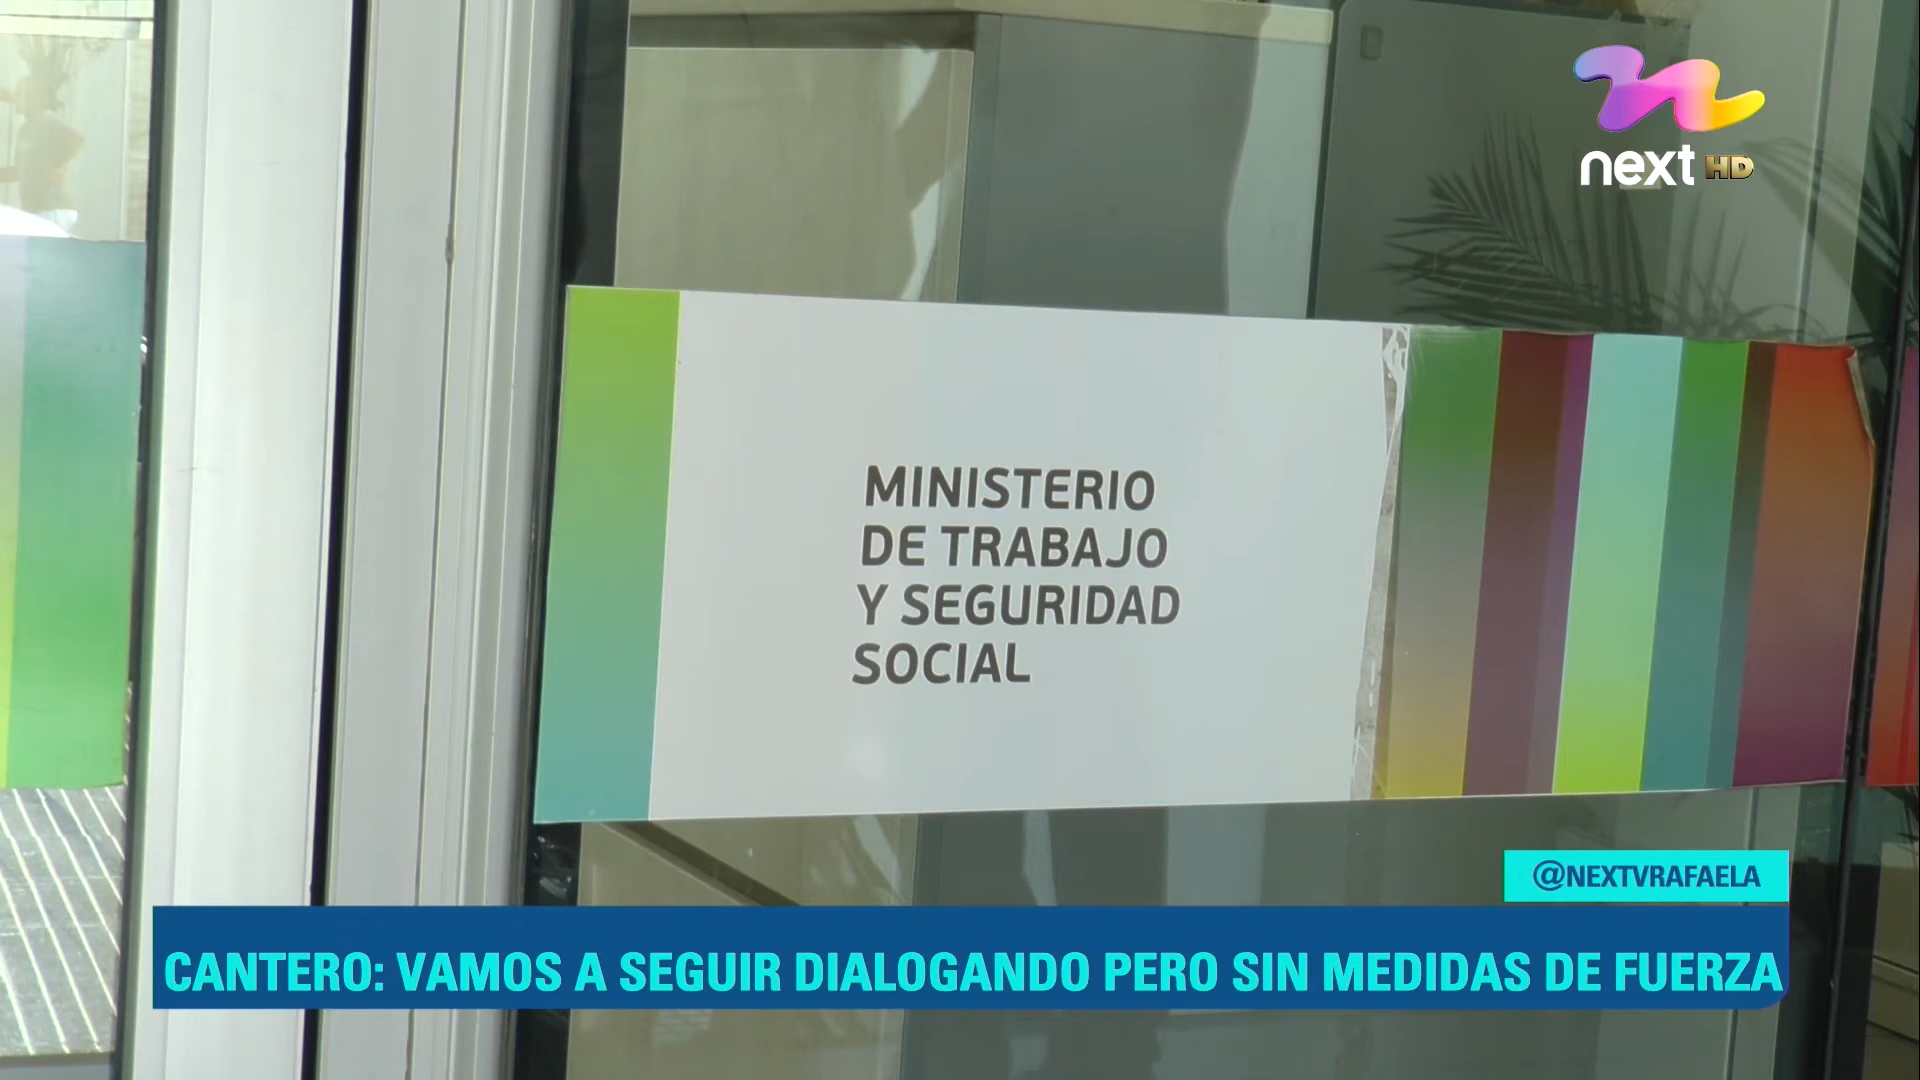 next HD
MINISTERIO
DE TRABAJO
Y SEGURIDAD
SOCIAL
@NEXTVRAFAELA
CANTERO: VAMOS A SEGUIR DIALOGANDO PERO SIN MEDIDAS DE FUERZA